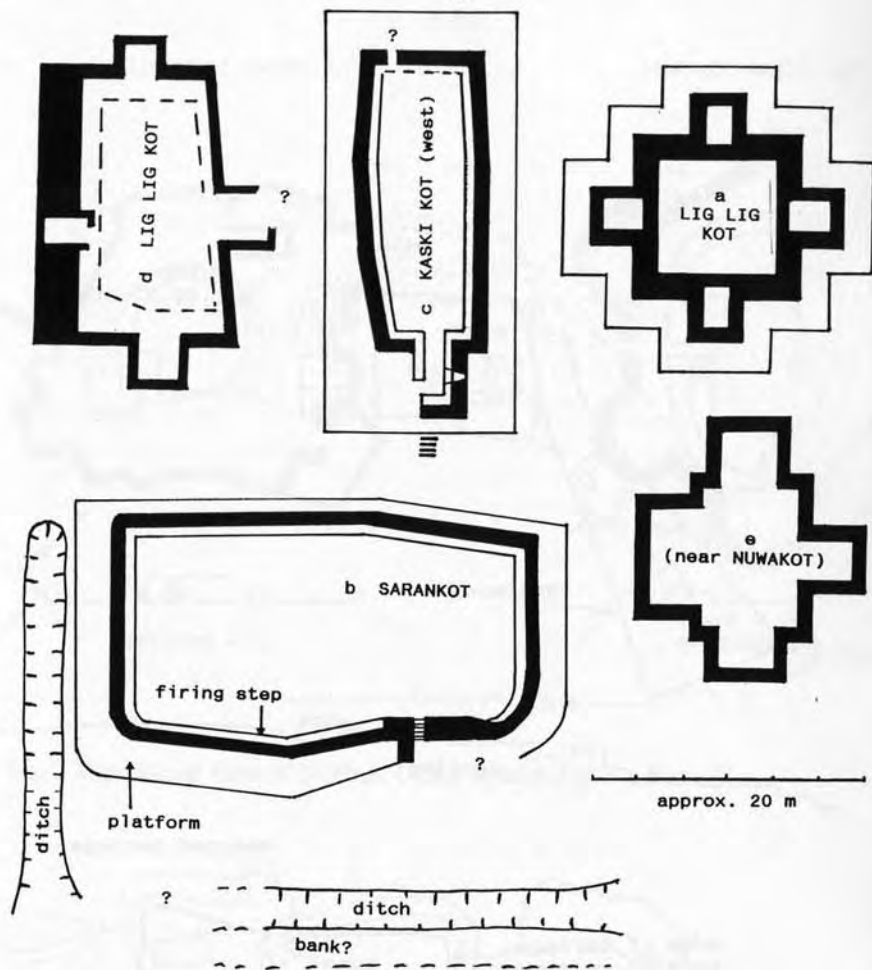 ?
d LIG LIG KOT
?
?
c KASKI KOT (west)
a
LIG LIG
KOT
b SARANKOT
firing step
platform
?
ditch
e
(near NUWAKOT)
approx. 20 m
?
ditch
bank?